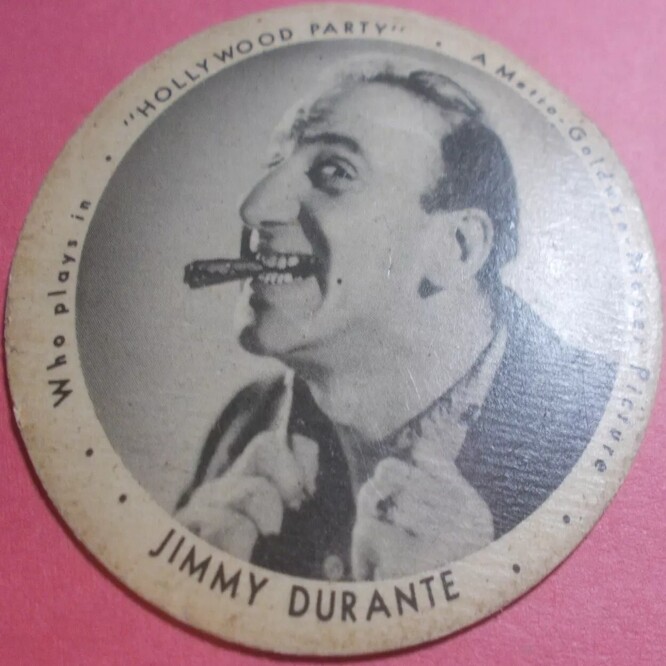 JIMMY DURANTE
Who plays in
"HOLLYWOOD PARTY"
A Metro-Goldwyn-Mayer Picture